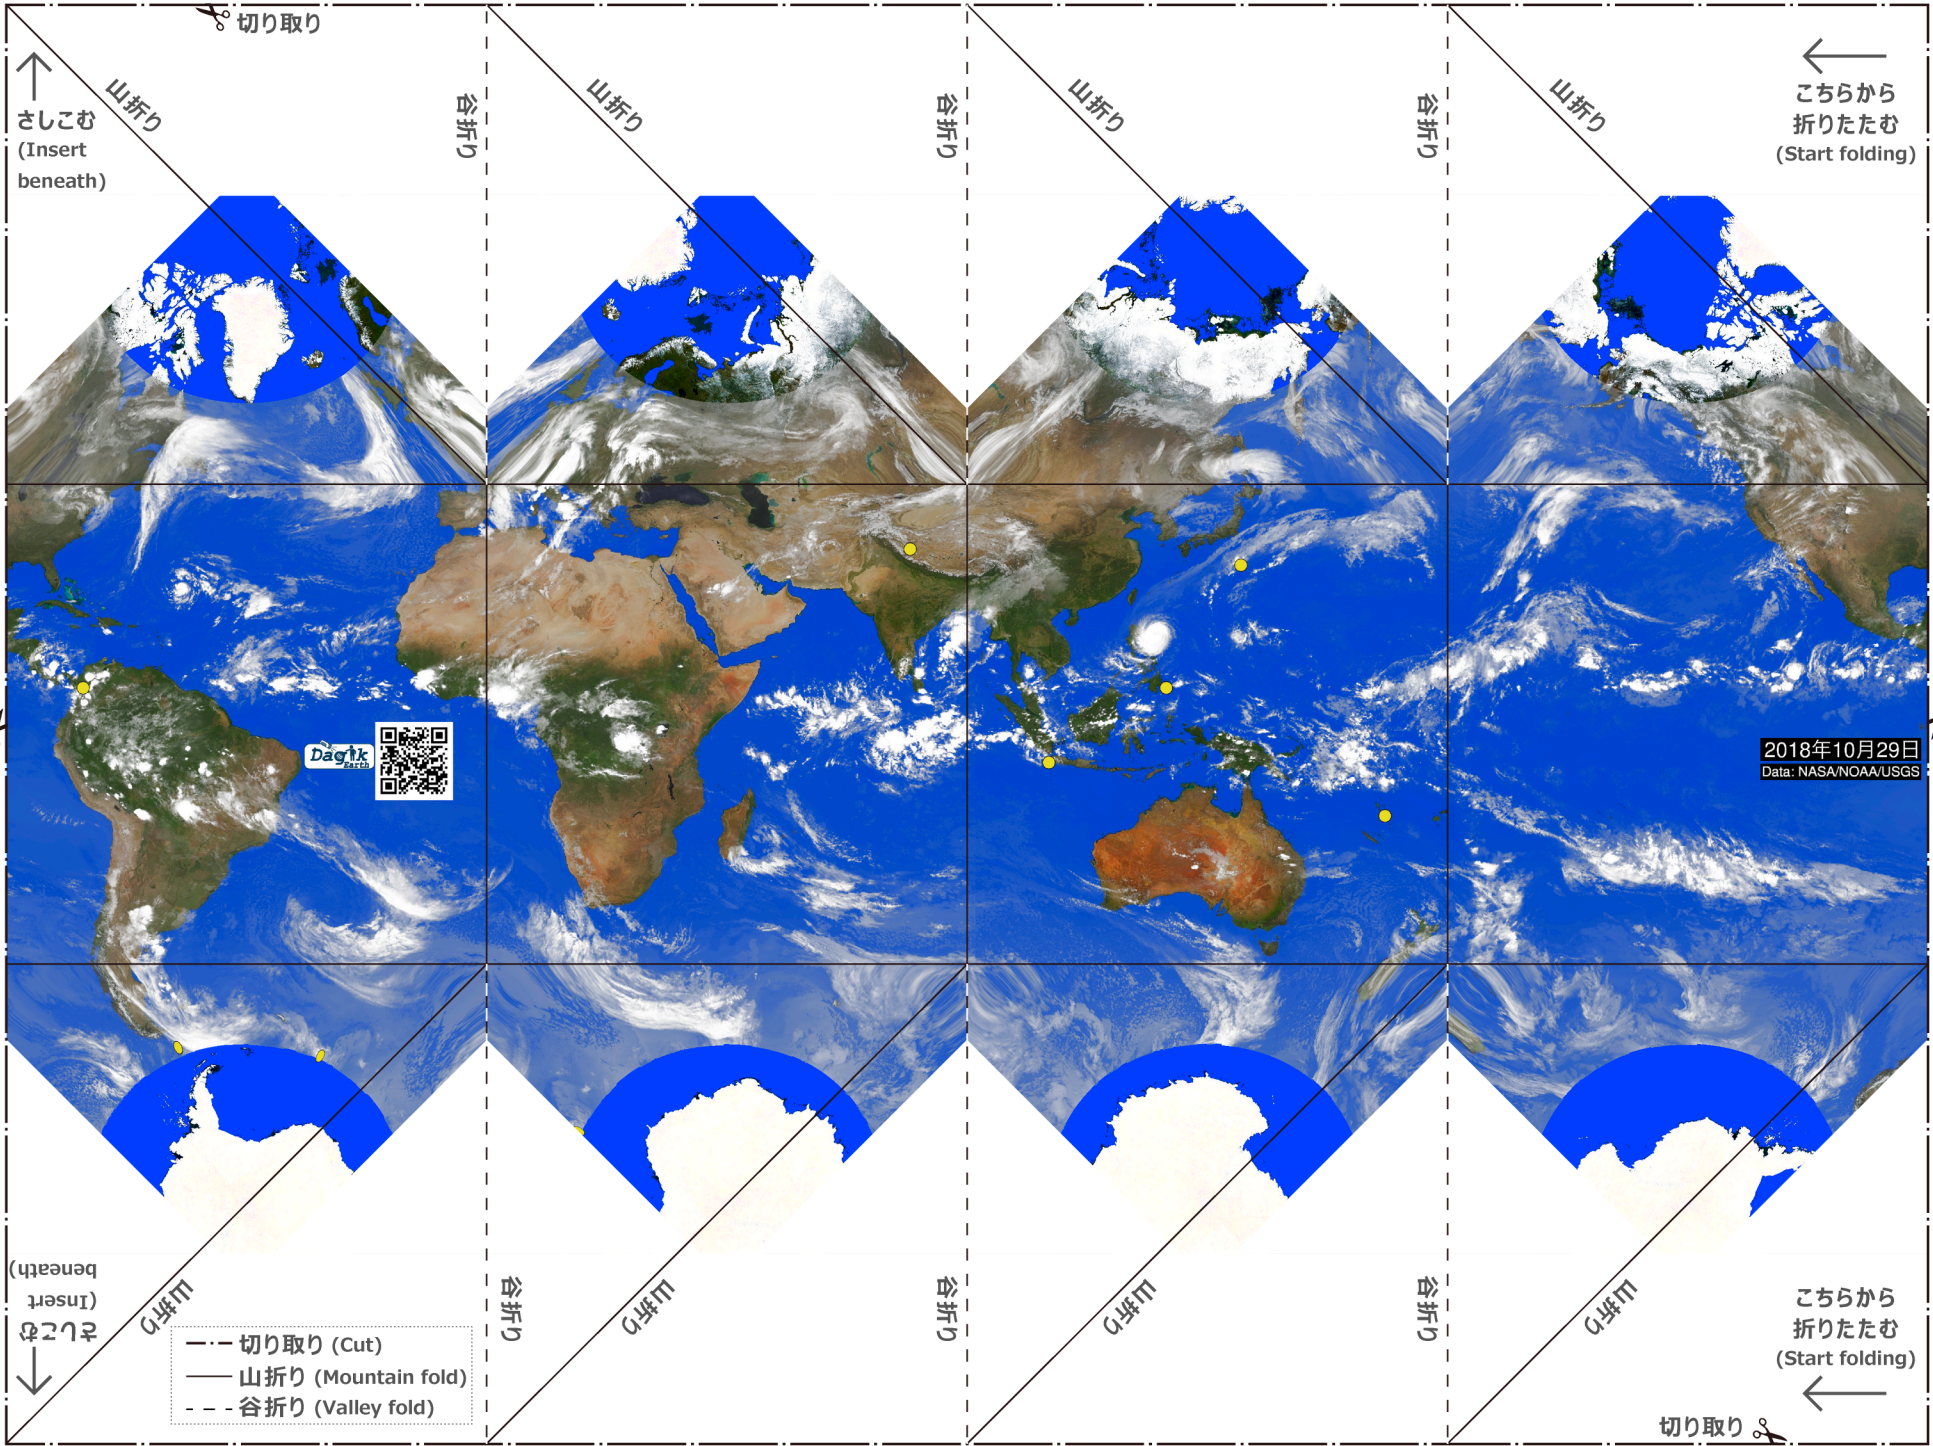 切り取り
山折り
谷折り
山折り
谷折り
山折り
谷折り
山折り
さしこむ
(Insert
beneath)
こちらから
折りたたむ
(Start folding)
Dagik
Earth
2018年10月29日
Data: NASA/NOAA/USGS
さしこむ
(Insert
beneath)
山折り
谷折り
山折り
谷折り
山折り
谷折り
山折り
こちらから
折りたたむ
(Start folding)
切り取り (Cut)
山折り (Mountain fold)
谷折り (Valley fold)
切り取り